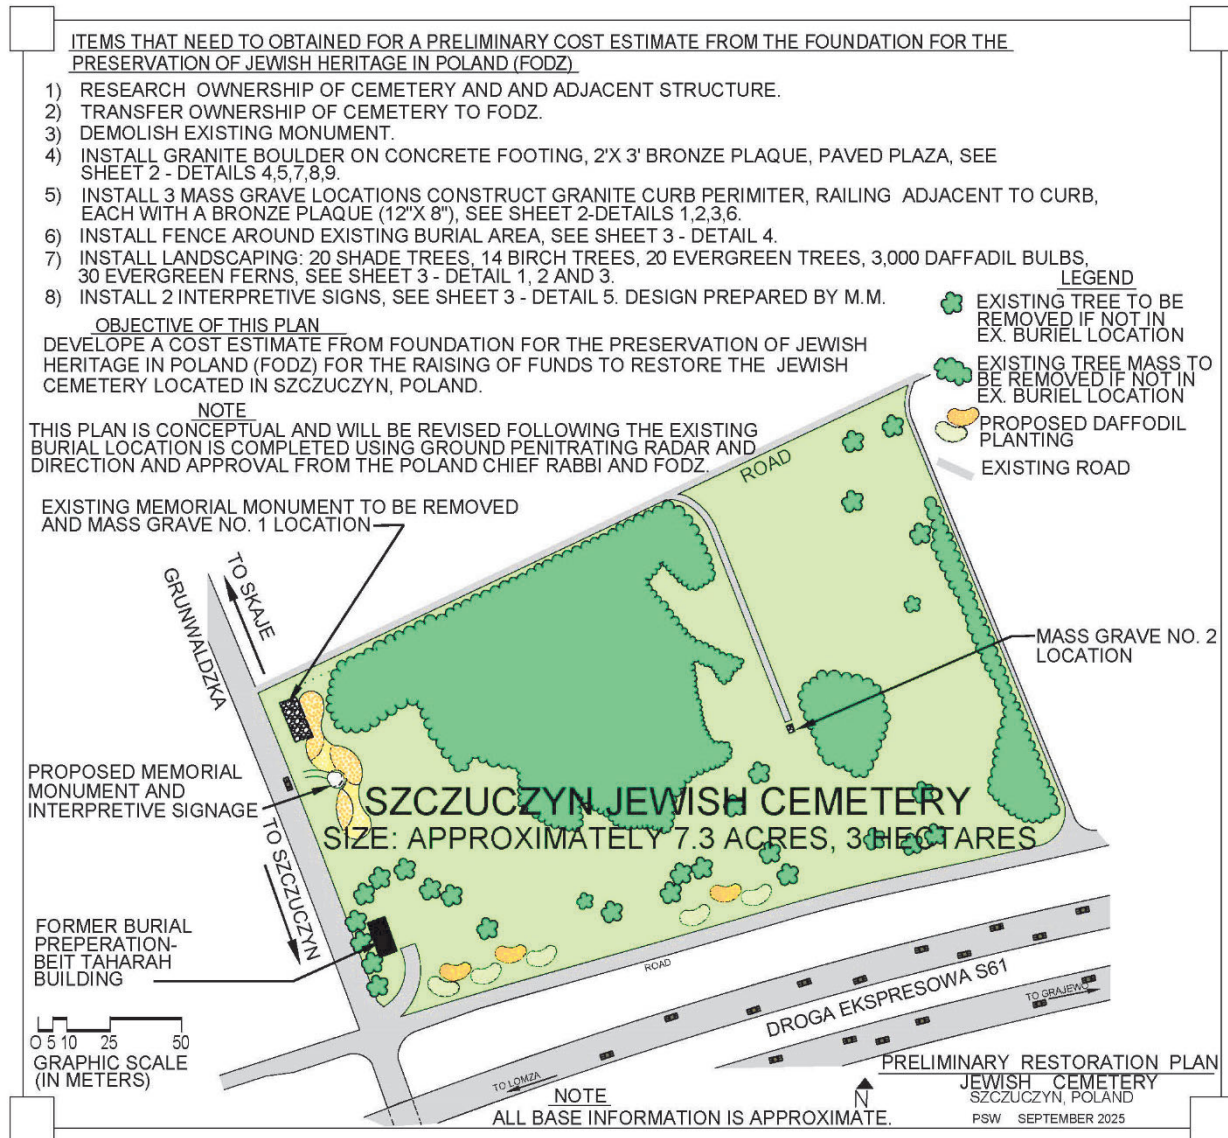 ITEMS THAT NEED TO OBTAINED FOR A PRELIMINARY COST ESTIMATE FROM THE FOUNDATION FOR THE
PRESERVATION OF JEWISH HERITAGE IN POLAND (FODZ)
1) RESEARCH OWNERSHIP OF CEMETERY AND AND ADJACENT STRUCTURE.
2) TRANSFER OWNERSHIP OF CEMETERY TO FODZ.
3) DEMOLISH EXISTING MONUMENT.
4) INSTALL GRANITE BOULDER ON CONCRETE FOOTING, 2'X 3' BRONZE PLAQUE, PAVED PLAZA, SEE
SHEET 2 - DETAILS 4,5,7,8,9.
5) INSTALL 3 MASS GRAVE LOCATIONS CONSTRUCT GRANITE CURB PERIMITER, RAILING ADJACENT TO CURB,
EACH WITH A BRONZE PLAQUE (12"X 8"), SEE SHEET 2-DETAILS 1,2,3,6.
6) INSTALL FENCE AROUND EXISTING BURIAL AREA, SEE SHEET 3 - DETAIL 4.
7) INSTALL LANDSCAPING: 20 SHADE TREES, 14 BIRCH TREES, 20 EVERGREEN TREES, 3,000 DAFFADIL BULBS,
30 EVERGREEN FERNS, SEE SHEET 3 - DETAIL 1, 2 AND 3.
8) INSTALL 2 INTERPRETIVE SIGNS, SEE SHEET 3 - DETAIL 5. DESIGN PREPARED BY M.M.
LEGEND
EXISTING TREE TO BE
REMOVED IF NOT IN
EX. BURIEL LOCATION
EXISTING TREE MASS TO
BE REMOVED IF NOT IN
EX. BURIEL LOCATION
PROPOSED DAFFODIL
PLANTING
EXISTING ROAD
OBJECTIVE OF THIS PLAN
DEVELOPE A COST ESTIMATE FROM FOUNDATION FOR THE PRESERVATION OF JEWISH
HERITAGE IN POLAND (FODZ) FOR THE RAISING OF FUNDS TO RESTORE THE JEWISH
CEMETERY LOCATED IN SZCZUCZYN, POLAND.
NOTE
THIS PLAN IS CONCEPTUAL AND WILL BE REVISED FOLLOWING THE EXISTING
BURIAL LOCATION IS COMPLETED USING GROUND PENITRATING RADAR AND
DIRECTION AND APPROVAL FROM THE POLAND CHIEF RABBI AND FODZ.
ROAD
EXISTING MEMORIAL MONUMENT TO BE REMOVED
AND MASS GRAVE NO. 1 LOCATION
TO SKAJE
GRUNWALDZKA
MASS GRAVE NO. 2
LOCATION
PROPOSED MEMORIAL
MONUMENT AND
INTERPRETIVE SIGNAGE
SZCZUCZYN JEWISH CEMETERY
SIZE: APPROXIMATELY 7.3 ACRES, 3 HECTARES
TO SZCZUCZYN
FORMER BURIAL
PREPERATION-
BEIT TAHARAH
BUILDING
ROAD
DROGA EKSPRESOWA S61
TO GRAJEWO
TO LOMZA
0 5 10 25 50
GRAPHIC SCALE
(IN METERS)
NOTE
ALL BASE INFORMATION IS APPROXIMATE.
N
PRELIMINARY RESTORATION PLAN
JEWISH CEMETERY
SZCZUCZYN, POLAND
PSW SEPTEMBER 2025